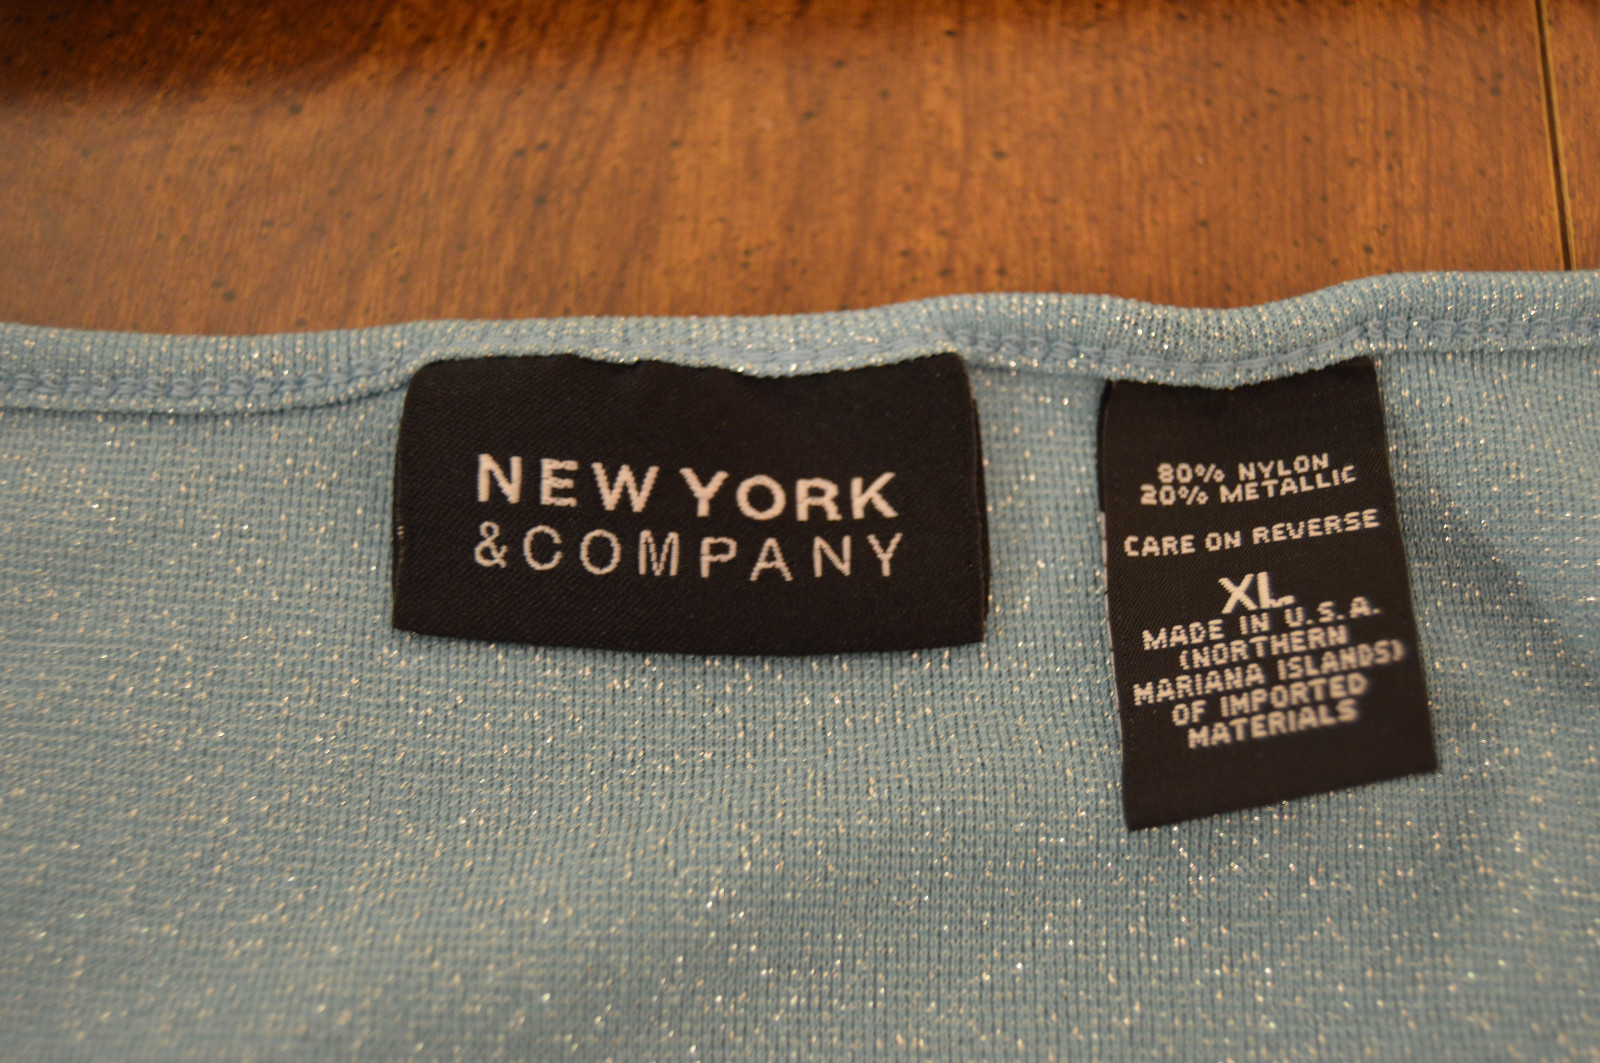 NEW YORK
& COMPANY
80% NYLON
20% METALLIC
CARE ON REVERSE
XL
MADE IN U.S.A.
(NORTHERN
MARIANA ISLANDS)
OF IMPORTED
MATERIALS